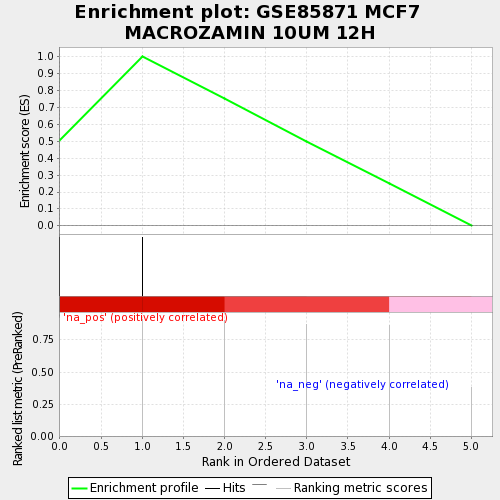 Enrichment plot: GSE85871 MCF7
MACROZAMIN 10UM 12H
Enrichment score (ES)
1.0
0.9
0.8
0.7
0.6
0.5
0.4
0.3
0.2
0.1
0.0
'na_pos' (positively correlated)
Ranked list metric (PreRanked)
0.75
0.50
0.25
0.00
'na_neg' (negatively correlated)
0.0 0.5 1.0 1.5 2.0 2.5 3.0 3.5 4.0 4.5 5.0
Rank in Ordered Dataset
Enrichment profile Hits Ranking metric scores